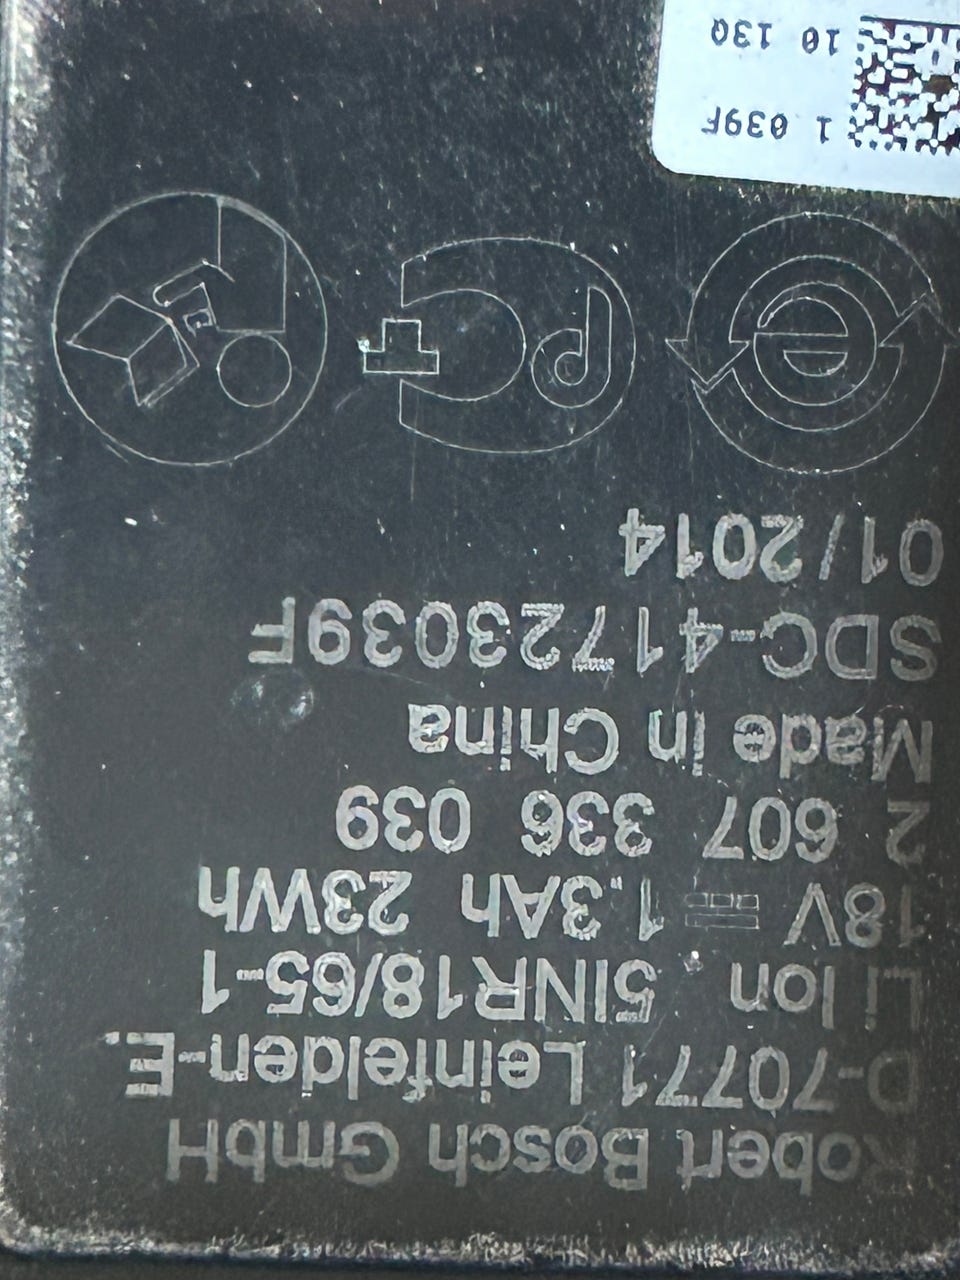 Robert Bosch GmbH
D-70771 Leinfelden-E.
Li Ion 5INR18/65-1
18V 1.3Ah 23Wh
2 607 336 039
Made in China
SDC-41723039F
01/2014
1 039F
10 13Q